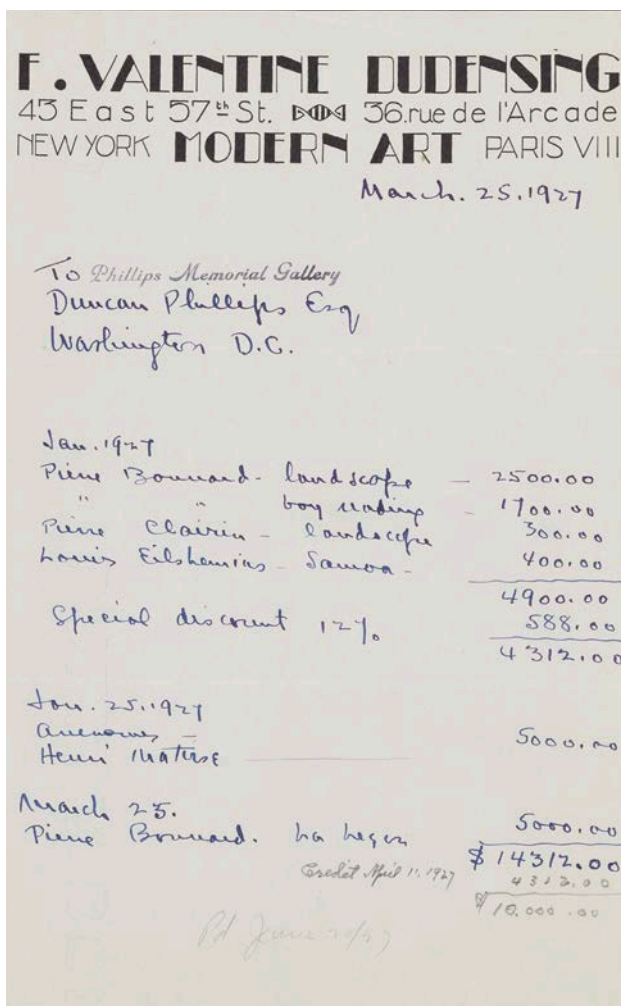 F. VALENTINE DUDENSING
43 East 57th St. 36.rue de l'Arcade
NEW YORK MODERN ART PARIS VIII
March. 25.1927
To Phillips Memorial Gallery
Duncan Phillips Esq
Washington D.C.
Jan. 1927
Pierre Bonnard - landscape - 2500.00
" " boy reading - 1700.00
Pierre Clairin - landscape 300.00
Louis Eilshemius - Samoa - 400.00
4900.00
Special discount 12% 588.00
4312.00
Jan. 25.1927
anemones - 5000.00
Henri Matisse
March 25. 5000.00
Pierre Bonnard. La Leçon
$ 14312.00
Credit April 11. 1927 4312.00
$ 10.000.00
Pd June